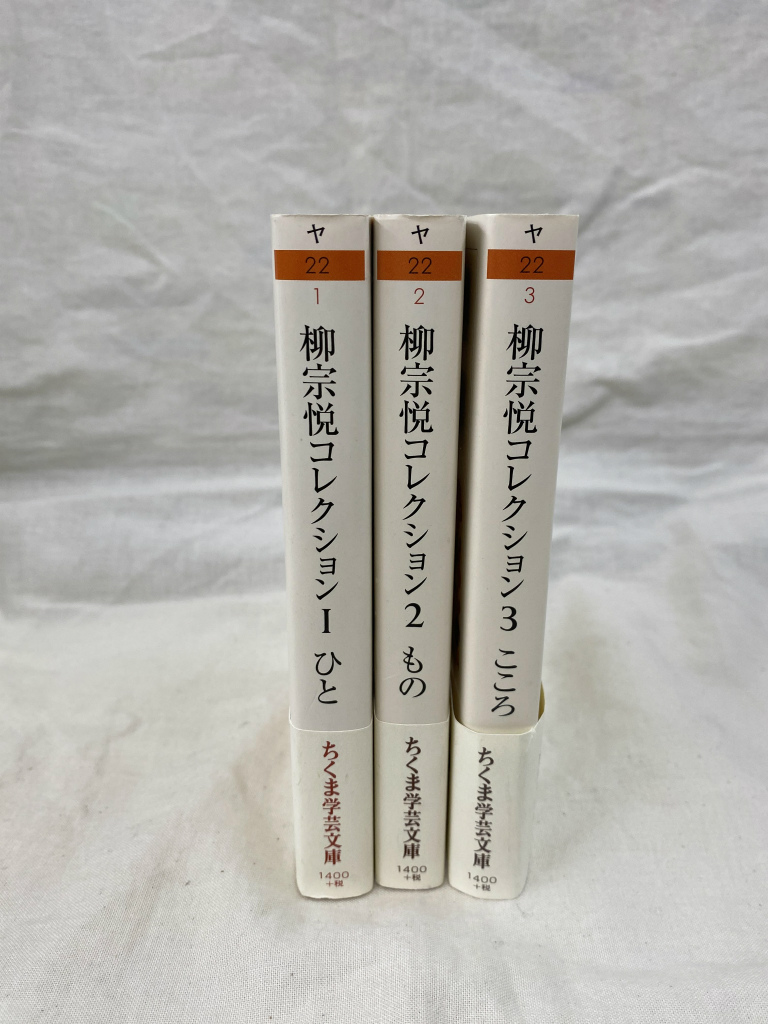 ヤ
22
1
柳宗悦コレクション1 ひと
ちくま学芸文庫
1400
+税
ヤ
22
2
柳宗悦コレクション2 もの
ちくま学芸文庫
1400
+税
ヤ
22
3
柳宗悦コレクション3 こころ
ちくま学芸文庫
1400
+税